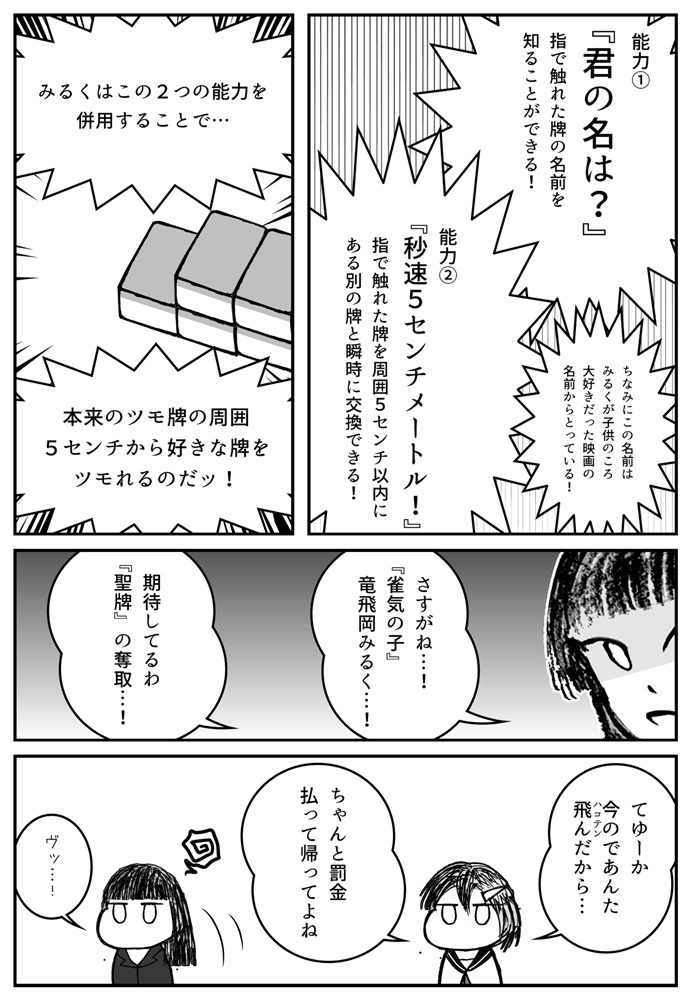 能力①
『君の名は?』
指で触れた牌の名前を
知ることができる!
ちなみにこの名前は
みるくが子供のころ
大好きだった映画の
名前からとっている!
能力②
『秒速5センチメートル!』
指で触れた牌を周囲5センチ以内に
ある別の牌と瞬時に交換できる!
みるくはこの2つの能力を
併用することで…
本来のツモ牌の周囲
5センチから好きな牌を
ツモれるのだッ!
さすがね…!
『雀気の子』
竜飛岡みるく…!
期待してるわ
『聖牌』の奪取…!
てゆーか
今のであんた
飛んだから…
ハコテン
ちゃんと罰金
払って帰ってよね
ヴッ…!